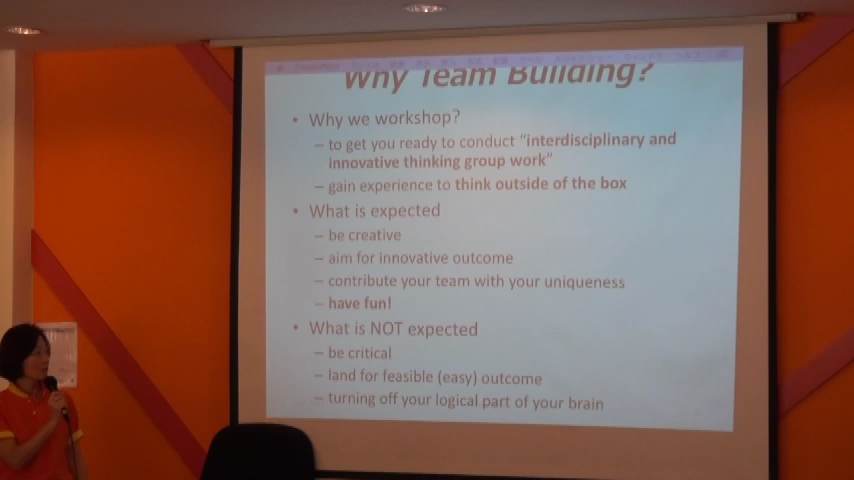 Why Team Building?
• Why we workshop?
– to get you ready to conduct “interdisciplinary and
innovative thinking group work”
– gain experience to think outside of the box
• What is expected
– be creative
– aim for innovative outcome
– contribute your team with your uniqueness
– have fun!
• What is NOT expected
– be critical
– land for feasible (easy) outcome
– turning off your logical part of your brain